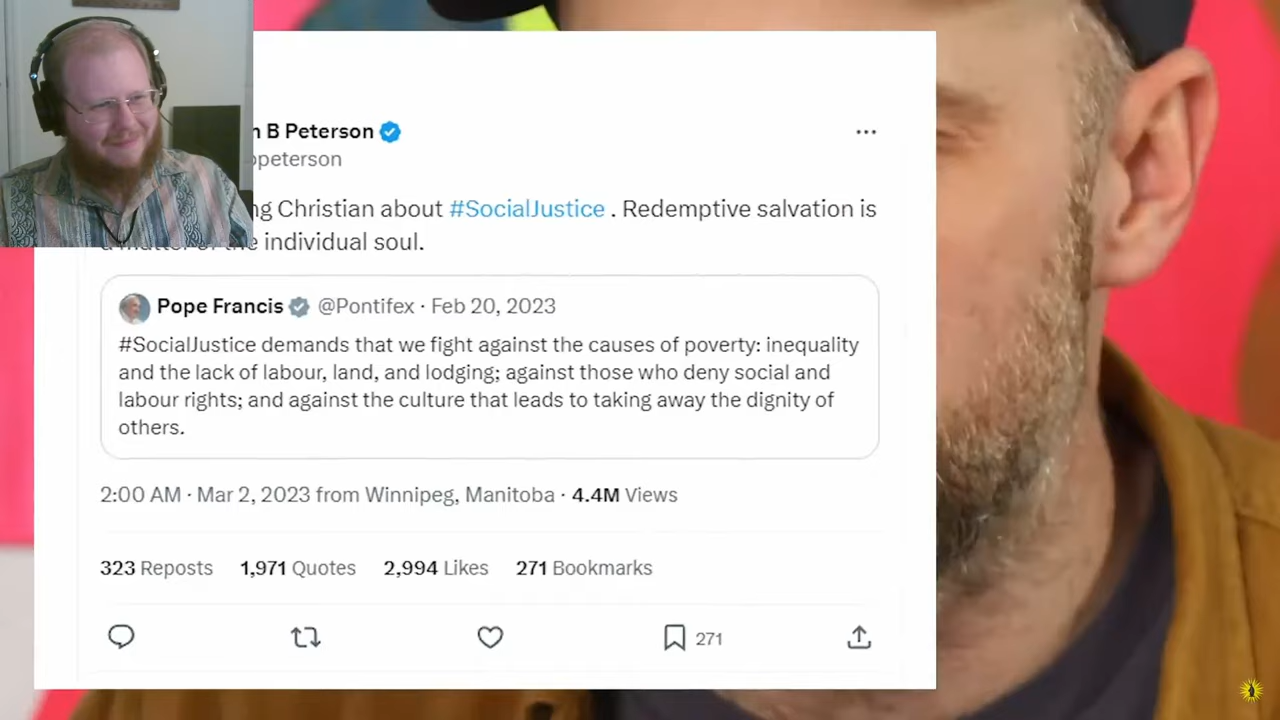 n B Peterson
peterson
ng Christian about #SocialJustice . Redemptive salvation is
individual soul.
Pope Francis @Pontifex · Feb 20, 2023
#SocialJustice demands that we fight against the causes of poverty: inequality
and the lack of labour, land, and lodging; against those who deny social and
labour rights; and against the culture that leads to taking away the dignity of
others.
2:00 AM · Mar 2, 2023 from Winnipeg, Manitoba · 4.4M Views
323 Reposts 1,971 Quotes 2,994 Likes 271 Bookmarks
271